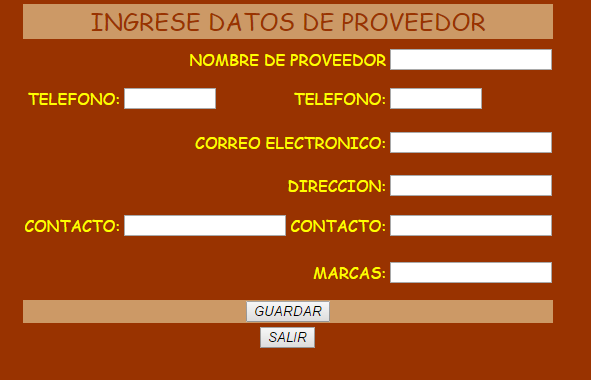 INGRESE DATOS DE PROVEEDOR
NOMBRE DE PROVEEDOR
TELEFONO: TELEFONO:
CORREO ELECTRONICO:
DIRECCION:
CONTACTO: CONTACTO:
MARCAS:
GUARDAR
SALIR